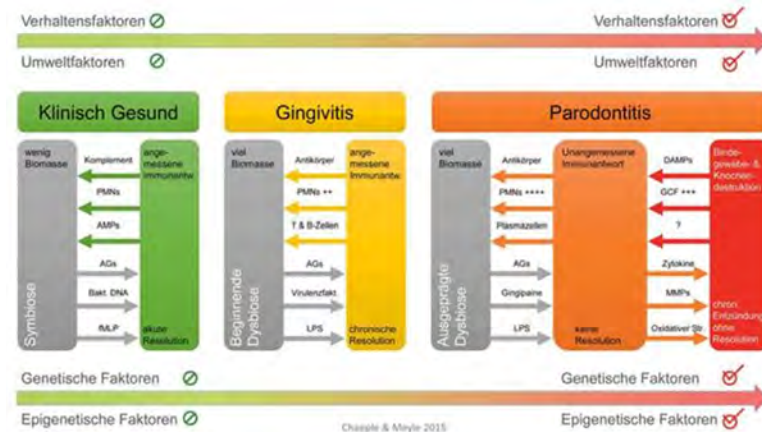 Verhaltensfaktoren
Verhaltensfaktoren
Umweltfaktoren
Umweltfaktoren
Klinisch Gesund
wenig
Biomasse
Symbiose
Komplement
PMNs
AMPs
AGs
Bakt. DNA
fMLP
ange-
messene
Immunantw.
akute
Resolution
Gingivitis
viel
Biomasse
Beginnende
Dysbiose
Antikörper
PMNs ++
T & B-Zellen
AGs
Virulenzfakt.
LPS
ange-
messene
Immunantw.
chronische
Resolution
Parodontitis
viel
Biomasse
Ausgeprägte
Dysbiose
Antikörper
PMNs ++++
Plasmazellen
AGs
Gingipaine
LPS
Unangemessene
Immunantwort
keine
Resolution
DAMPs
GCF +++
?
Zytokine
MMPs
Oxidativer Str.
Binde-
gewebe- &
Knochen-
destruktion
chron.
Entzündung
ohne
Resolution
Genetische Faktoren
Genetische Faktoren
Epigenetische Faktoren
Epigenetische Faktoren
Chapple & Meyle 2015